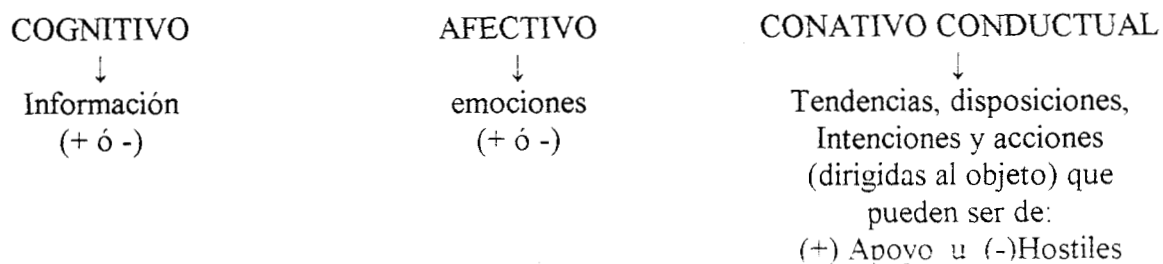 COGNITIVO
↓
Información
(+ ó -)
AFECTIVO
↓
emociones
(+ ó -)
CONATIVO CONDUCTUAL
↓
Tendencias, disposiciones,
Intenciones y acciones
(dirigidas al objeto) que
pueden ser de:
(+) Apoyo u (-)Hostiles